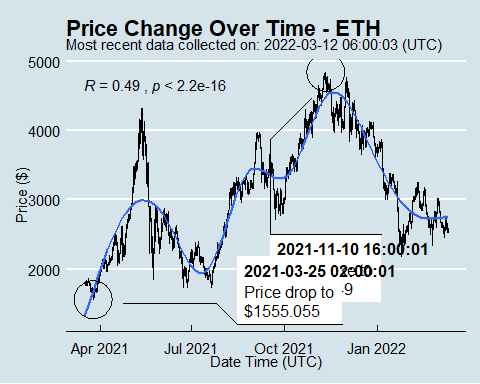 Price Change Over Time - ETH
Most recent data collected on: 2022-03-12 06:00:03 (UTC)
R = 0.49 , p < 2.2e-16
5000
4000
3000
2000
Price ($)
2021-11-10 16:00:01
2021-03-25 02:00:01
Price drop to
$1555.055
Apr 2021
Jul 2021
Oct 2021
Jan 2022
Date Time (UTC)